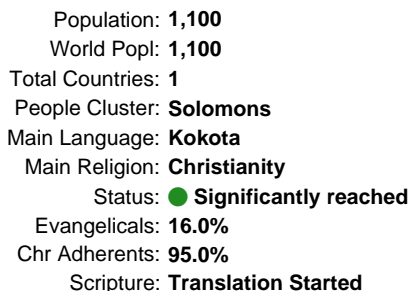 Population: 1,100
World Popl: 1,100
Total Countries: 1
People Cluster: Solomons
Main Language: Kokota
Main Religion: Christianity
Status: Significantly reached
Evangelicals: 16.0%
Chr Adherents: 95.0%
Scripture: Translation Started